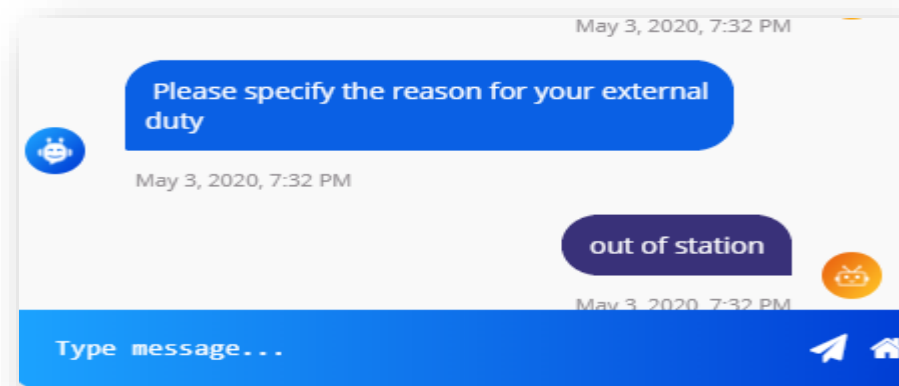 May 3, 2020, 7:32 PM
Please specify the reason for your external
duty
May 3, 2020, 7:32 PM
out of station
May 3, 2020, 7:32 PM
Type message...